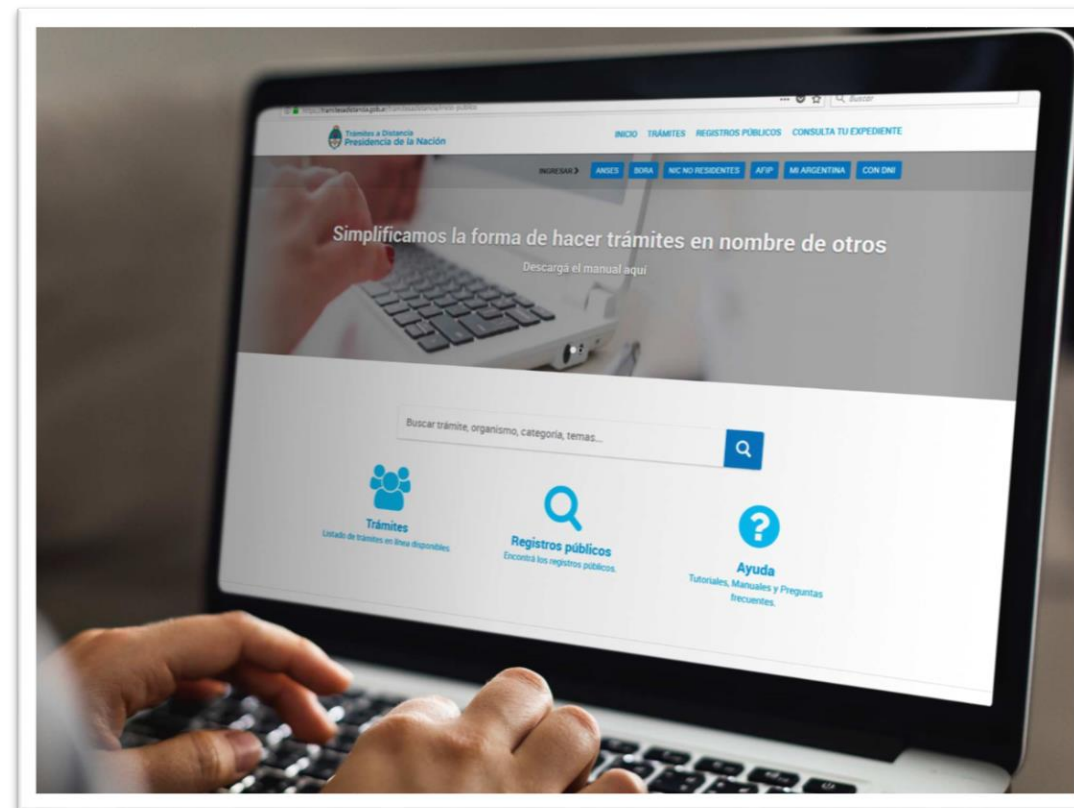 Buscar
Trámites a Distancia
Presidencia de la Nación
INICIO TRÁMITES REGISTROS PÚBLICOS CONSULTA TU EXPEDIENTE
INGRESAR ANSES BORA NIC NO RESIDENTES AFIP MI ARGENTINA CON DNI
Simplificamos la forma de hacer trámites en nombre de otros
Descargá el manual aquí
Buscar trámite, organismo, categoría, temas...
Trámites
Listado de trámites en línea disponibles.
Registros públicos
Encontrá los registros públicos.
Ayuda
Tutoriales, Manuales y Preguntas
frecuentes.